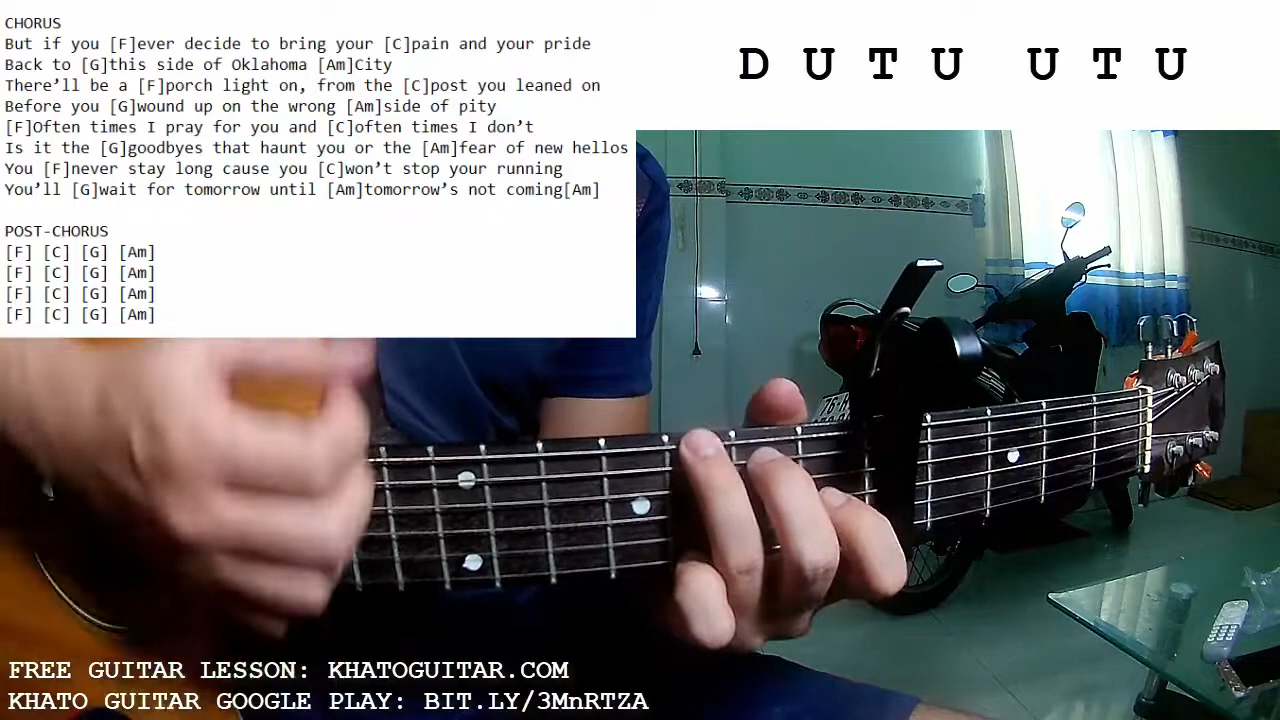 CHORUS
But if you [F]ever decide to bring your [C]pain and your pride
Back to [G]this side of Oklahoma [Am]City
There’ll be a [F]porch light on, from the [C]post you leaned on
Before you [G]wound up on the wrong [Am]side of pity
[F]Often times I pray for you and [C]often times I don’t
Is it the [G]goodbyes that haunt you or the [Am]fear of new hellos
You [F]never stay long cause you [C]won’t stop your running
You’ll [G]wait for tomorrow until [Am]tomorrow’s not coming[Am]
POST-CHORUS
[F] [C] [G] [Am]
[F] [C] [G] [Am]
[F] [C] [G] [Am]
[F] [C] [G] [Am]
D U T U U T U
FREE GUITAR LESSON: KHATOGUITAR.COM
KHATO GUITAR GOOGLE PLAY: BIT.LY/3MnRTZA